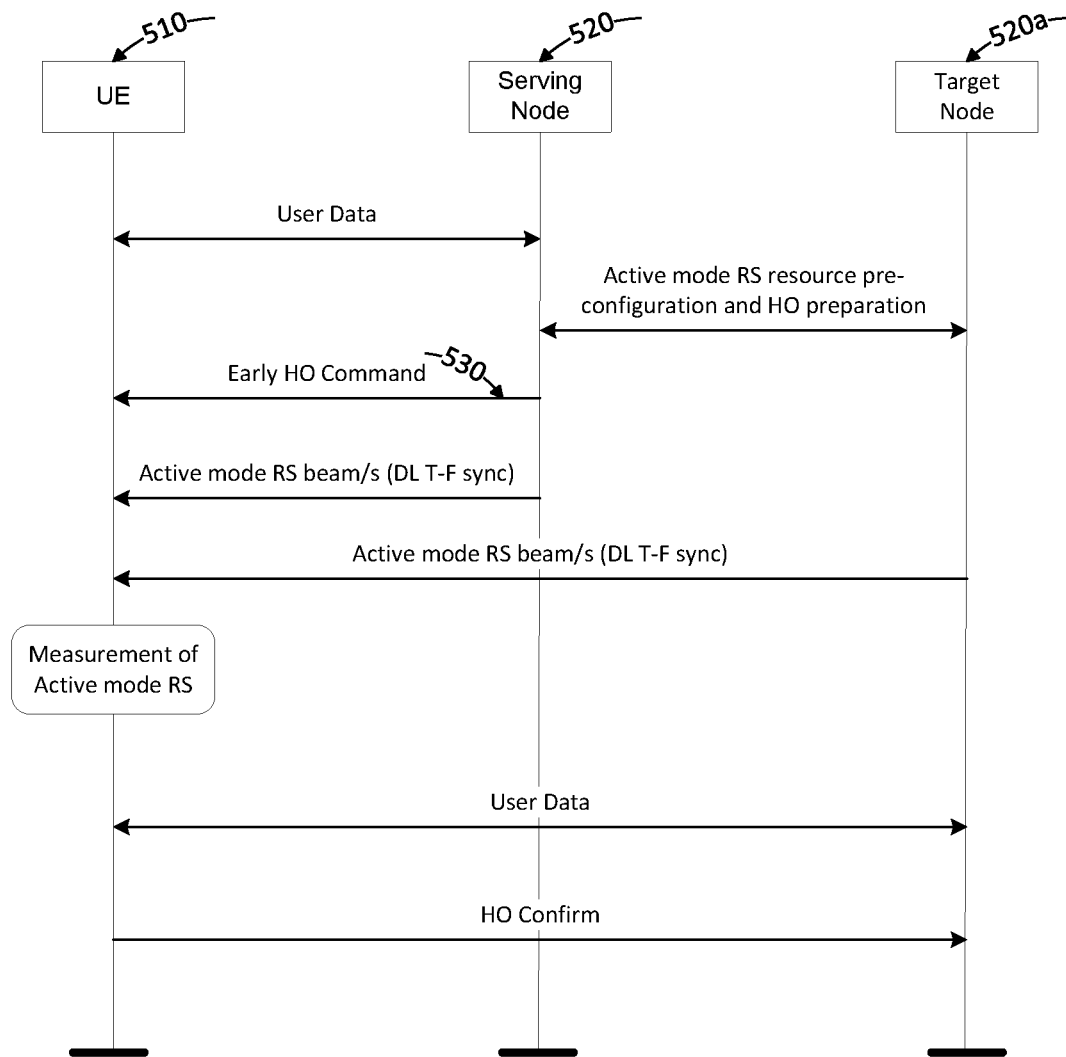 510
520
520a
UE
Serving
Node
Target
Node
User Data
Active mode RS resource pre-
configuration and HO preparation
530
Early HO Command
Active mode RS beam/s (DL T-F sync)
Active mode RS beam/s (DL T-F sync)
Measurement of
Active mode RS
User Data
HO Confirm